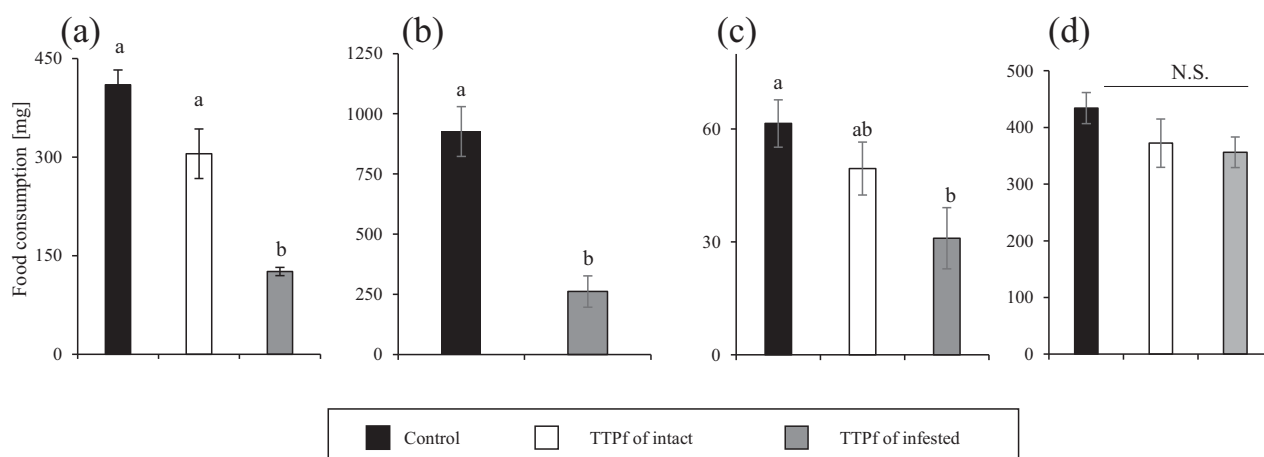 (a)
Food consumption [mg]
450
300
150
0
a
a
b
(b)
1250
1000
750
500
250
0
a
b
(c)
60
30
0
a
ab
b
(d)
500
400
300
200
100
0
N.S.
Control
TTPf of intact
TTPf of infested